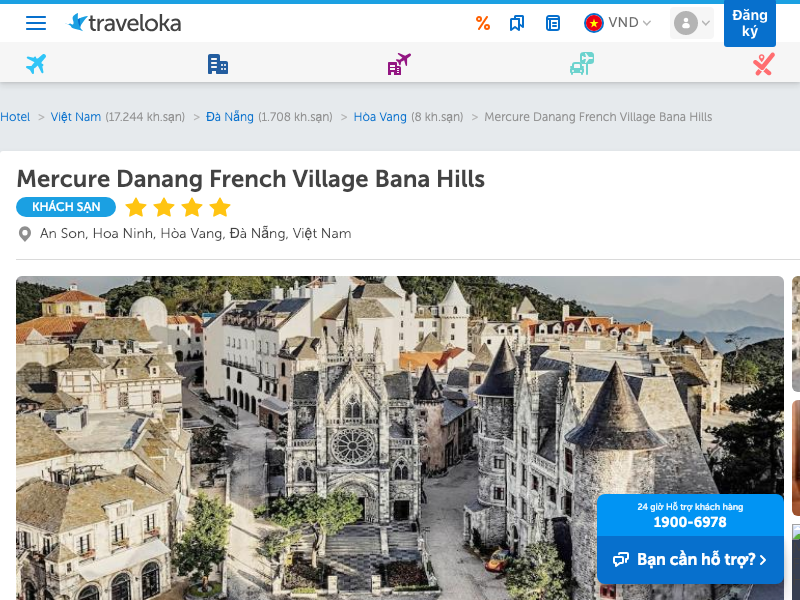 traveloka
VND
Đăng ký
Hotel > Việt Nam (17.244 kh.sạn) > Đà Nẵng (1.708 kh.sạn) > Hòa Vang (8 kh.sạn) > Mercure Danang French Village Bana Hills
Mercure Danang French Village Bana Hills
KHÁCH SẠN
An Son, Hoa Ninh, Hòa Vang, Đà Nẵng, Việt Nam
24 giờ Hỗ trợ khách hàng
1900-6978
Bạn cần hỗ trợ?